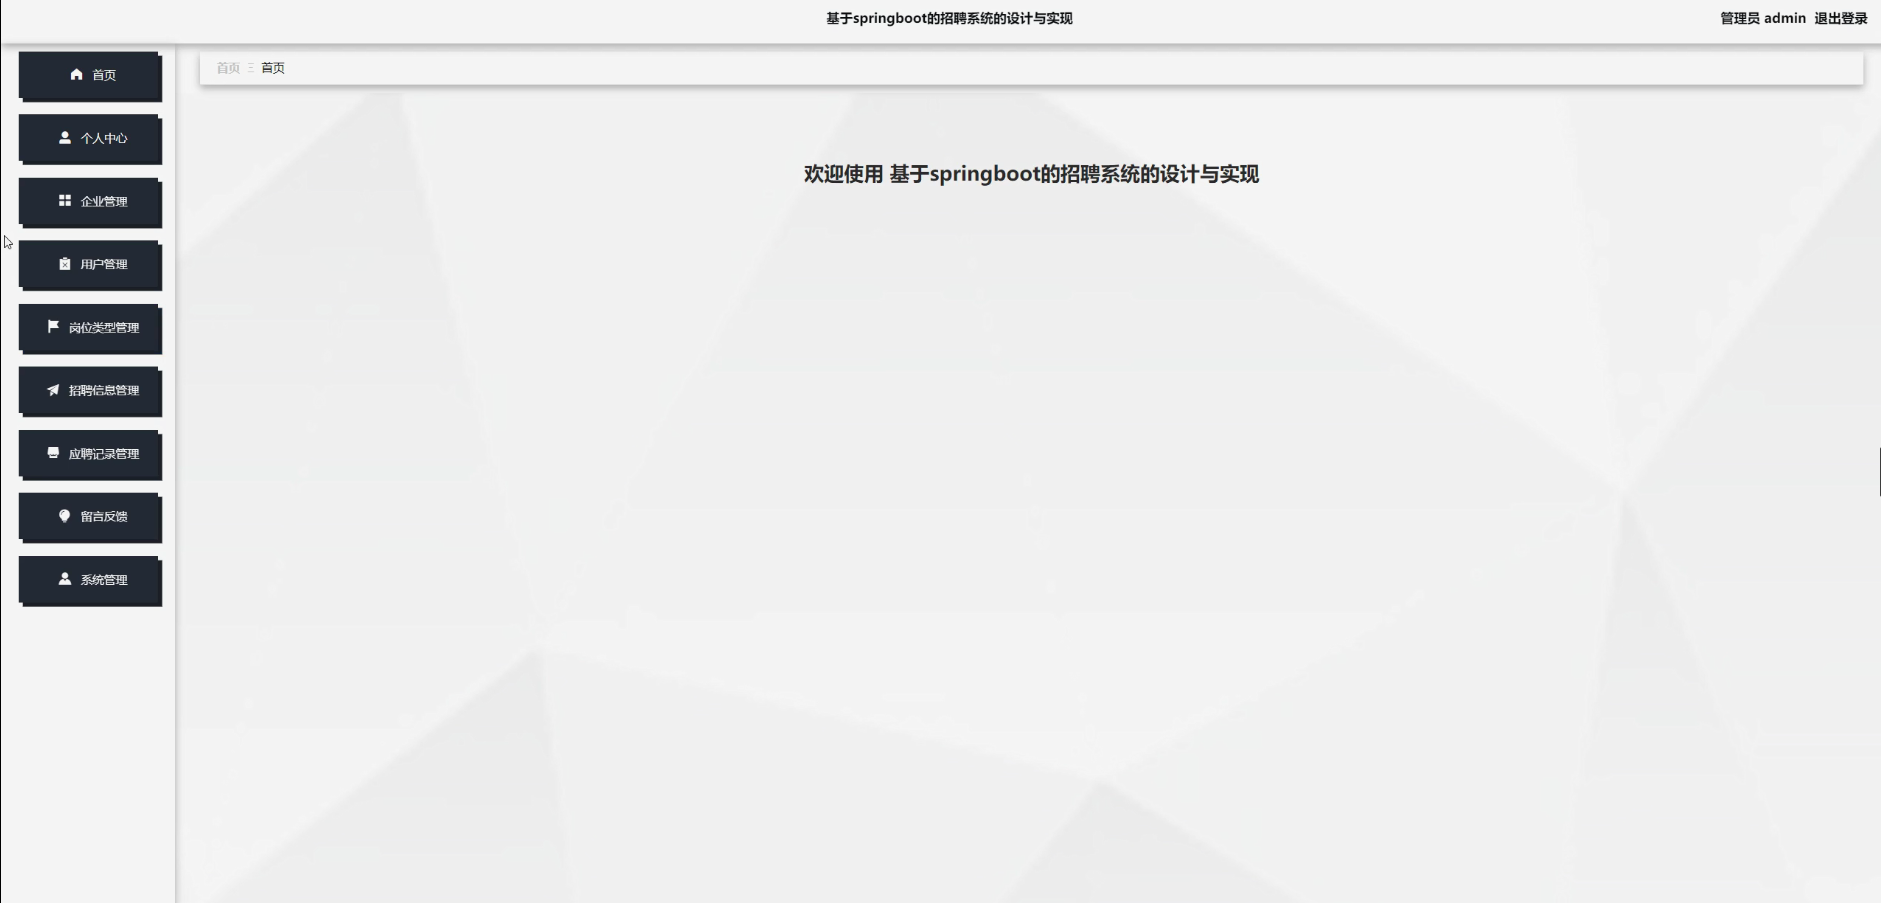 基于springboot的招聘系统的设计与实现
管理员 admin 退出登录
首页
个人中心
企业管理
用户管理
岗位类型管理
招聘信息管理
应聘记录管理
留言反馈
系统管理
首页 Ξ 首页
欢迎使用 基于springboot的招聘系统的设计与实现